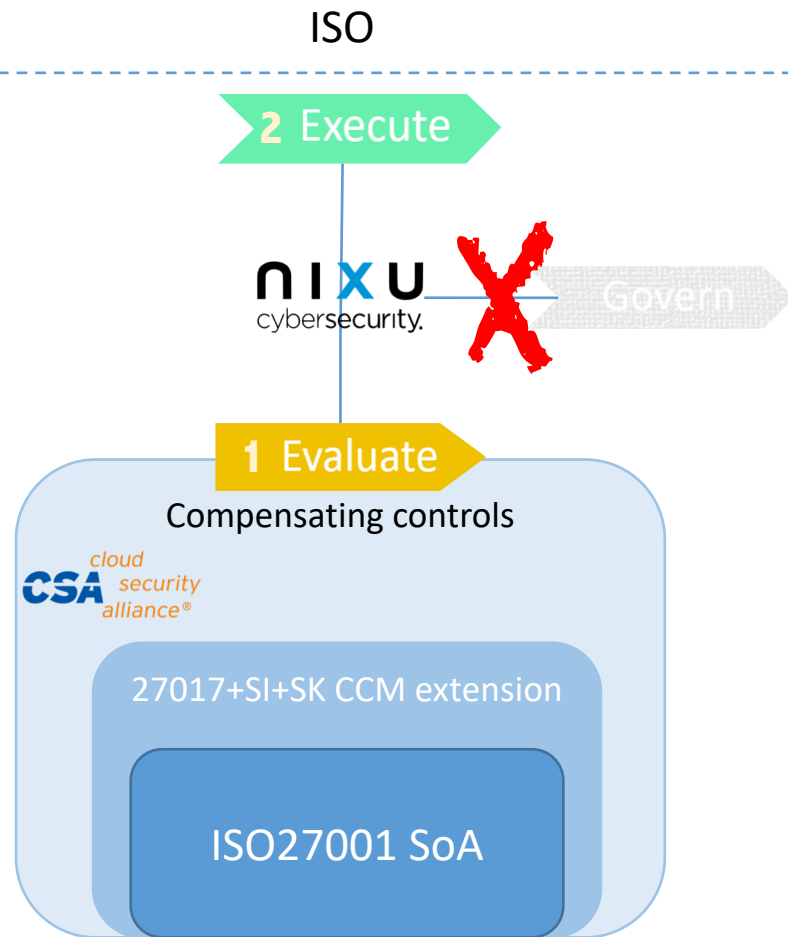 ISO
2 Execute
nixu
cybersecurity.
Govern
1 Evaluate
Compensating controls
CSA cloud
security
alliance®
27017+SI+SK CCM extension
ISO27001 SoA